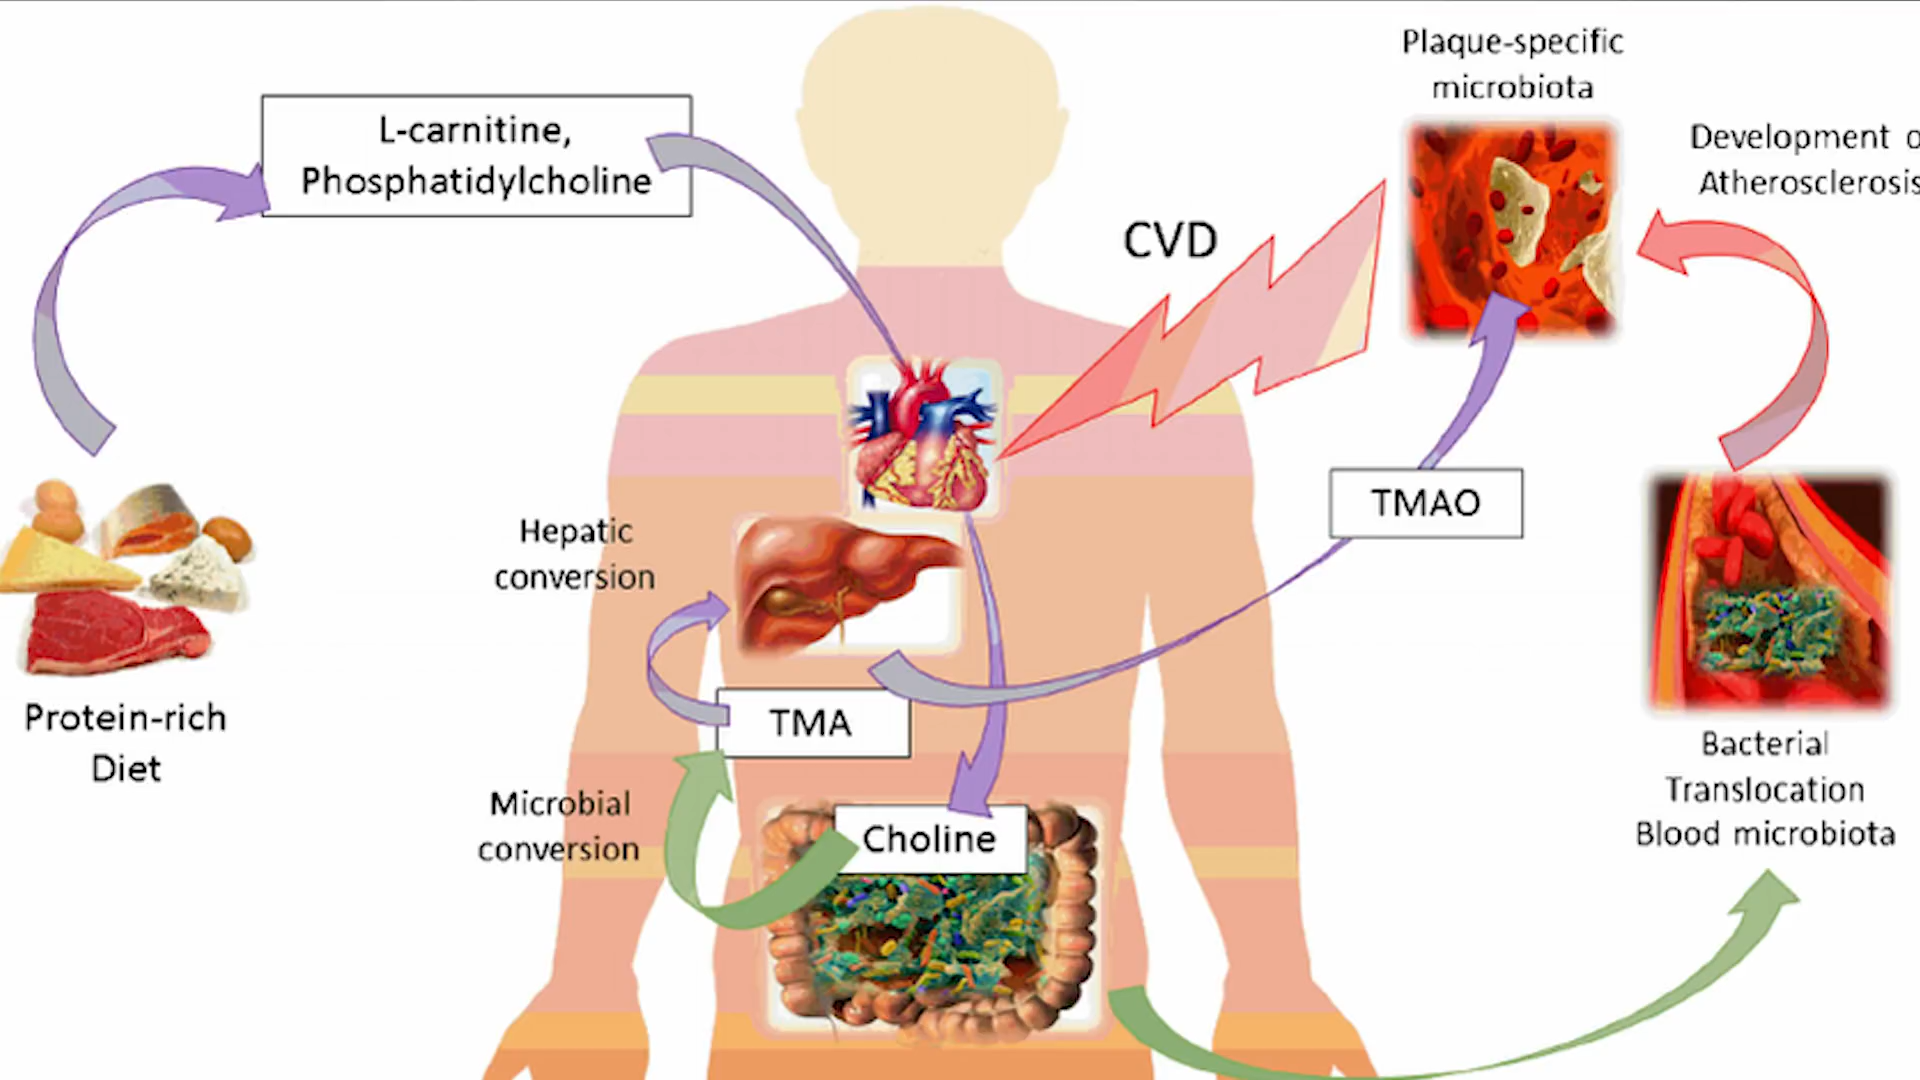 Plaque-specific
microbiota
L-carnitine,
Phosphatidylcholine
Development o
Atherosclerosis
CVD
TMAO
Hepatic
conversion
Protein-rich
Diet
TMA
Microbial
conversion
Choline
Bacterial
Translocation
Blood microbiota